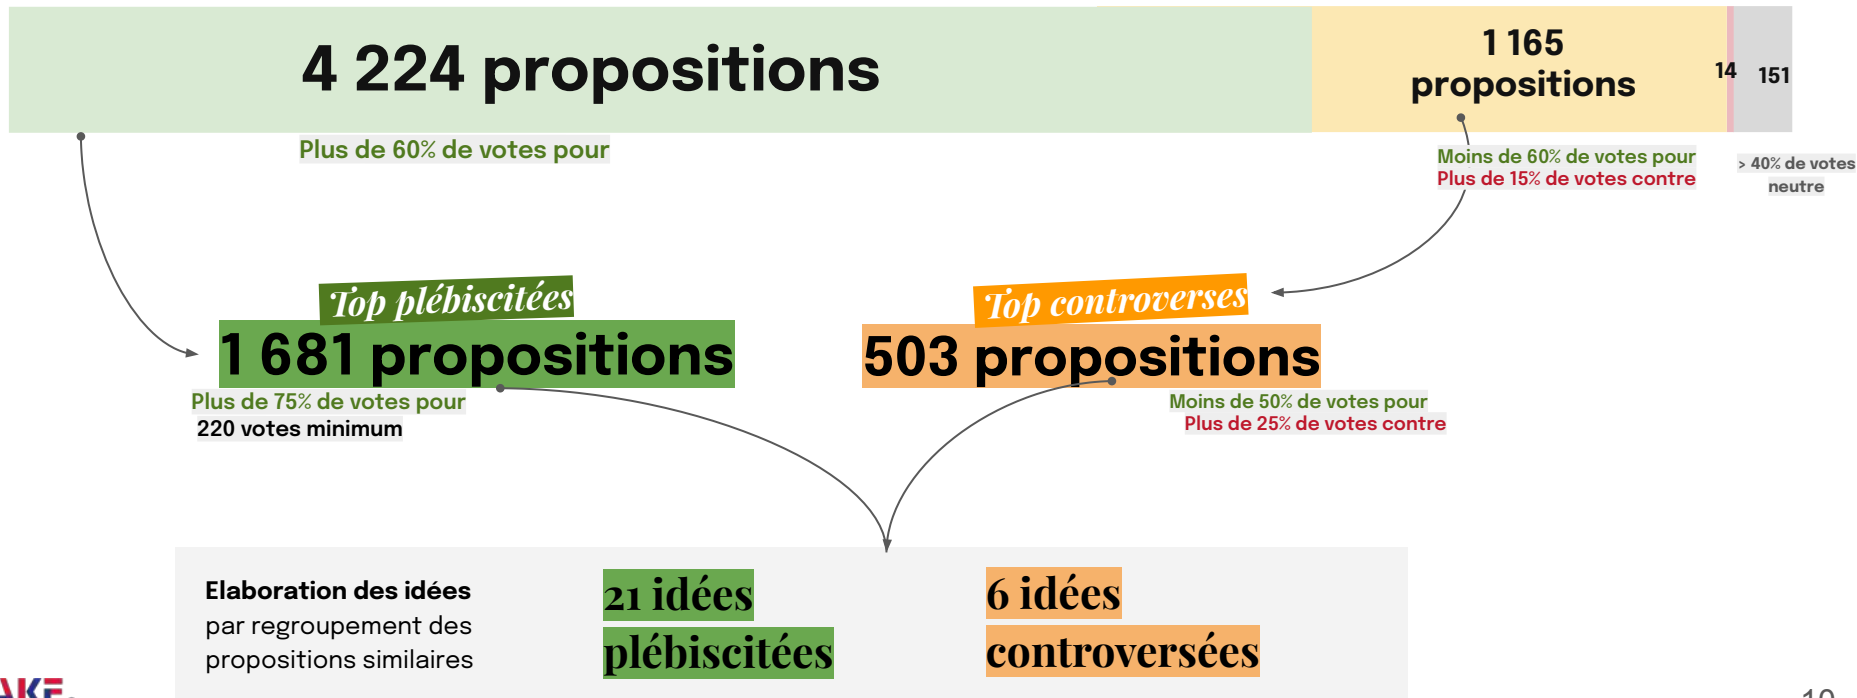 4 224 propositions
1 165
propositions
14
151
Plus de 60% de votes pour
Moins de 60% de votes pour
Plus de 15% de votes contre
> 40% de votes
neutre
Top plébiscitées
1 681 propositions
Plus de 75% de votes pour
220 votes minimum
Top controverses
503 propositions
Moins de 50% de votes pour
Plus de 25% de votes contre
Elaboration des idées
par regroupement des
propositions similaires
21 idées
plébiscitées
6 idées
controversées